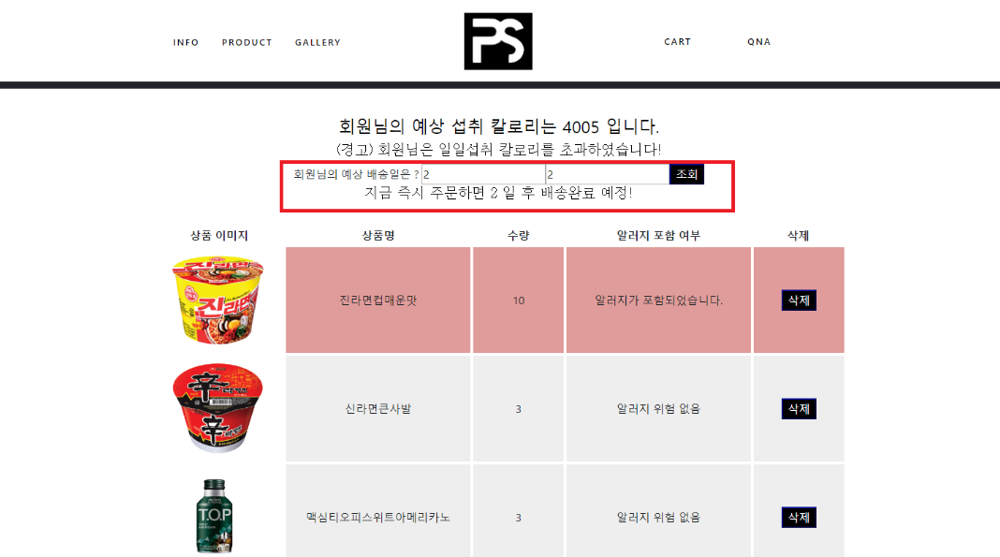 INFO PRODUCT GALLERY PS CART QNA
회원님의 예상 섭취 칼로리는 4005 입니다.
(경고) 회원님은 일일섭취 칼로리를 초과하였습니다!
회원님의 예상 배송일은 ? 2 2 조회
지금 즉시 주문하면 2 일 후 배송완료 예정!
상품 이미지 상품명 수량 알러지 포함 여부 삭제
진라면
진라면컵매운맛 10 알러지가 포함되었습니다. 삭제
辛라면
辛
신라면큰사발 3 알러지 위험 없음 삭제
T.O.P
맥심티오피스위트아메리카노 3 알러지 위험 없음 삭제